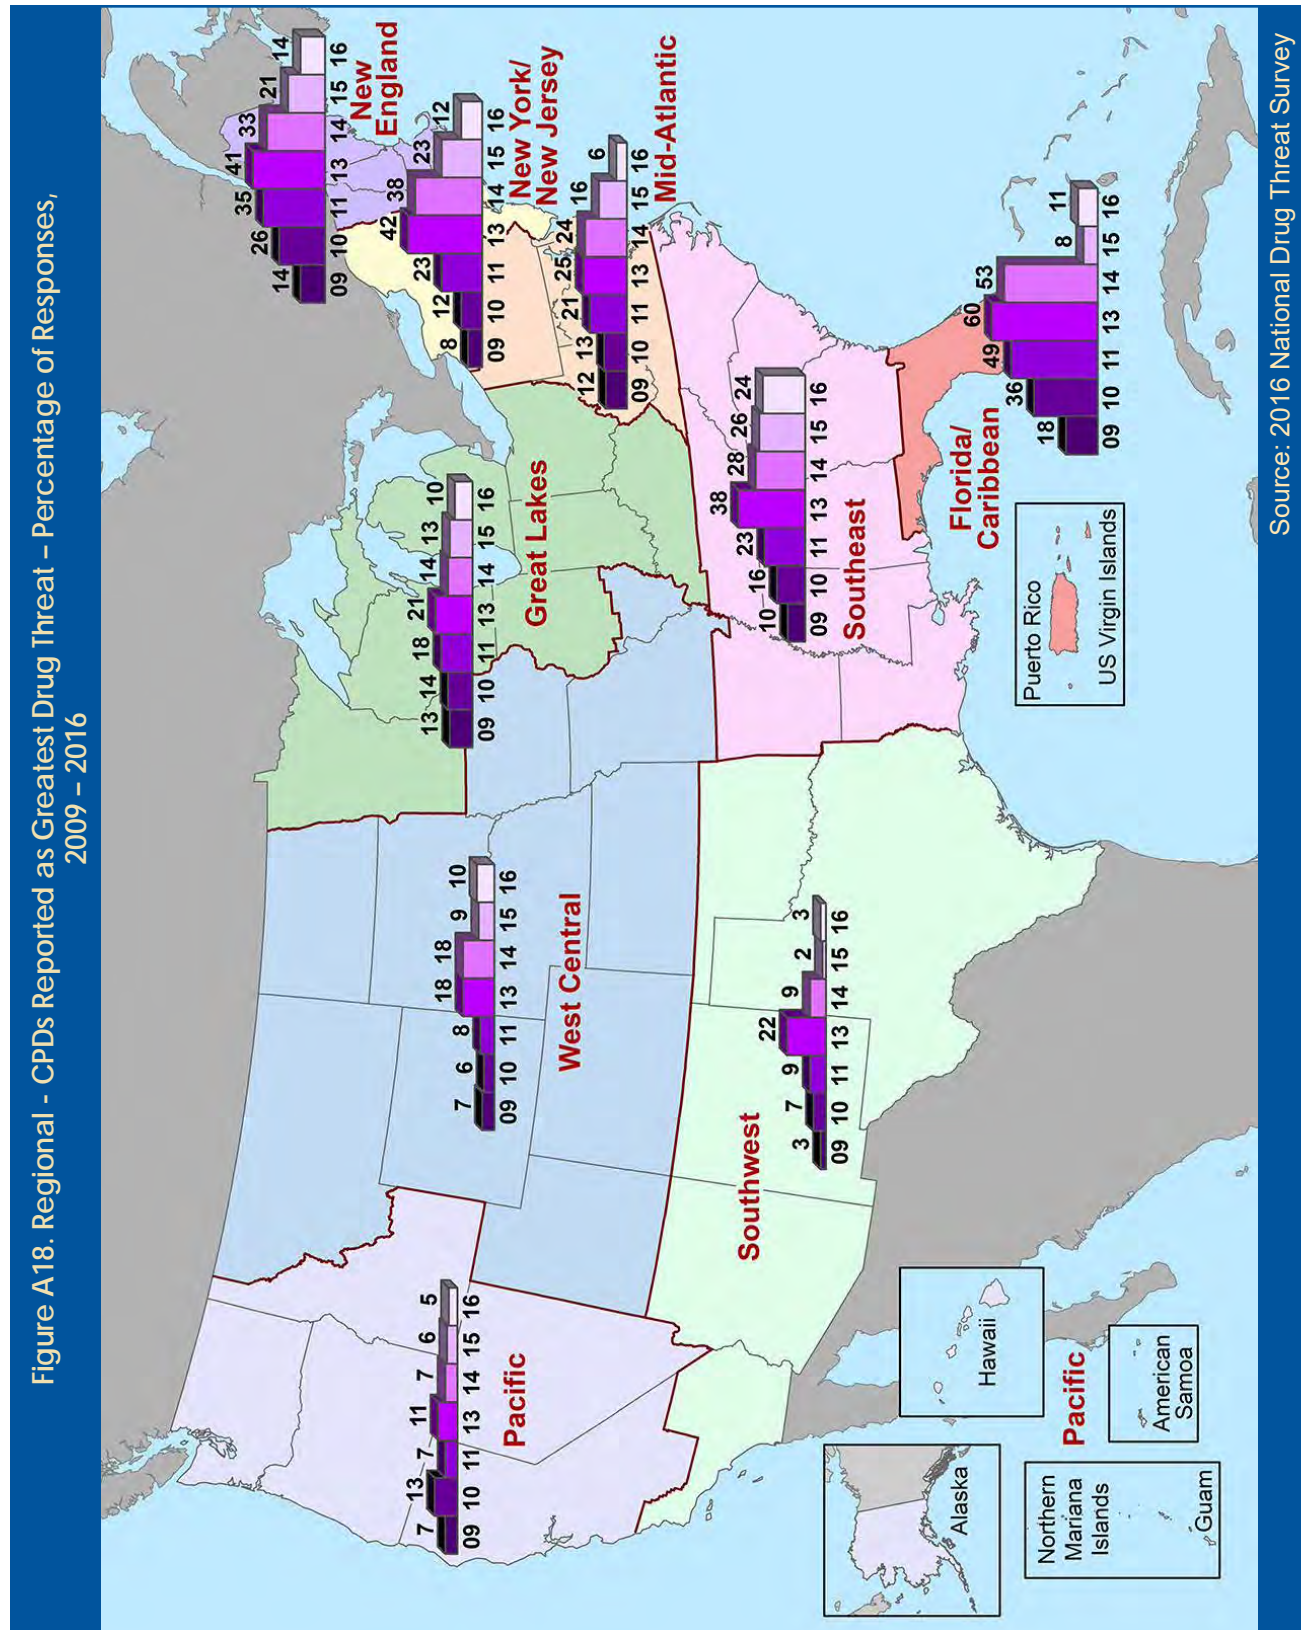 Figure A18. Regional - CPDs Reported as Greatest Drug Threat – Percentage of Responses,
2009 – 2016
14 26 35 41 33 21 14
09 10 11 13 14 15 16
New
England
8 12 23 42 38 23 12
09 10 11 13 14 15 16
New York/
New Jersey
12 13 21 25 24 16 6
09 10 11 13 14 15 16
Mid-Atlantic
13 14 18 21 14 13 10
09 10 11 13 14 15 16
Great Lakes
7 6 8 18 18 9 10
09 10 11 13 14 15 16
West Central
7 13 7 11 7 6 5
09 10 11 13 14 15 16
Pacific
3 7 9 22 9 2 3
09 10 11 13 14 15 16
Southwest
10 16 23 38 28 26 24
09 10 11 13 14 15 16
Southeast
18 36 49 60 53 8 11
09 10 11 13 14 15 16
Florida/
Caribbean
Puerto Rico
US Virgin Islands
Alaska
Hawaii
Pacific
Northern
Mariana
Islands
Guam
American
Samoa
Source: 2016 National Drug Threat Survey